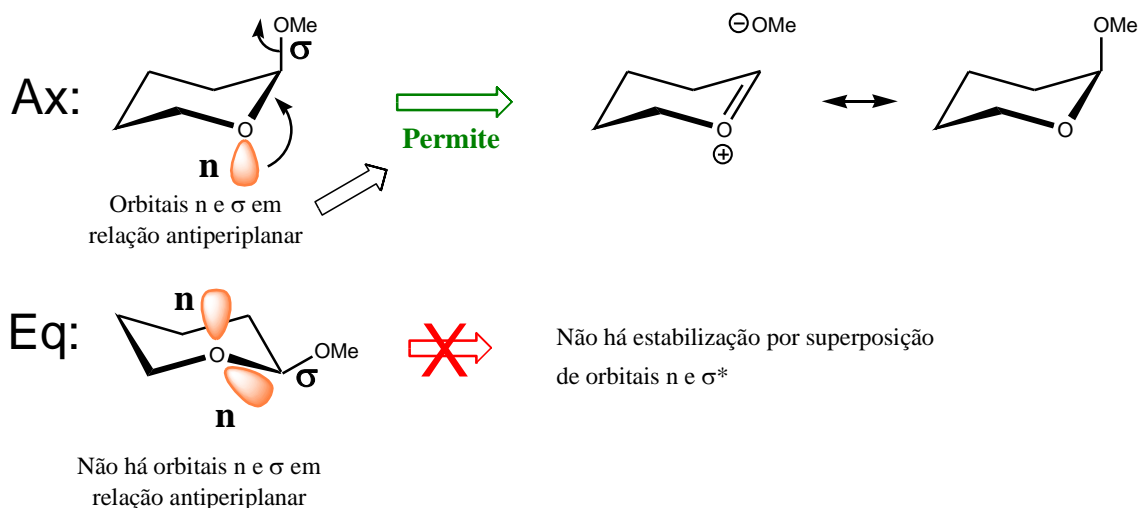 OMe
σ
Ax:
O
n
Orbitais n e σ em
relação antiperiplanar
Permite
⊖OMe
O
⊕
OMe
O
Eq:
n
O
OMe
σ
n
Não há orbitais n e σ em
relação antiperiplanar
Não há estabilização por superposição
de orbitais n e σ*